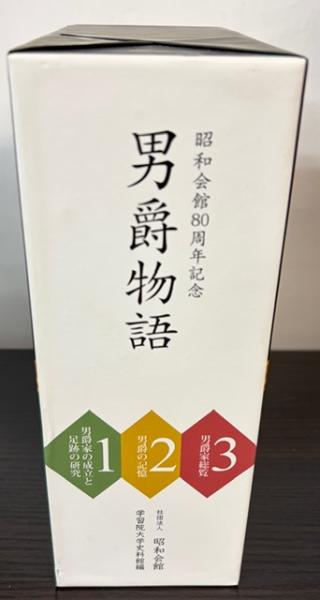 昭和会館80周年記念
男爵物語
3
男爵家総覧
2
男爵の記憶
1
男爵家の成立と
足跡の研究
社団法人 昭和会館
学習院大学史料館編